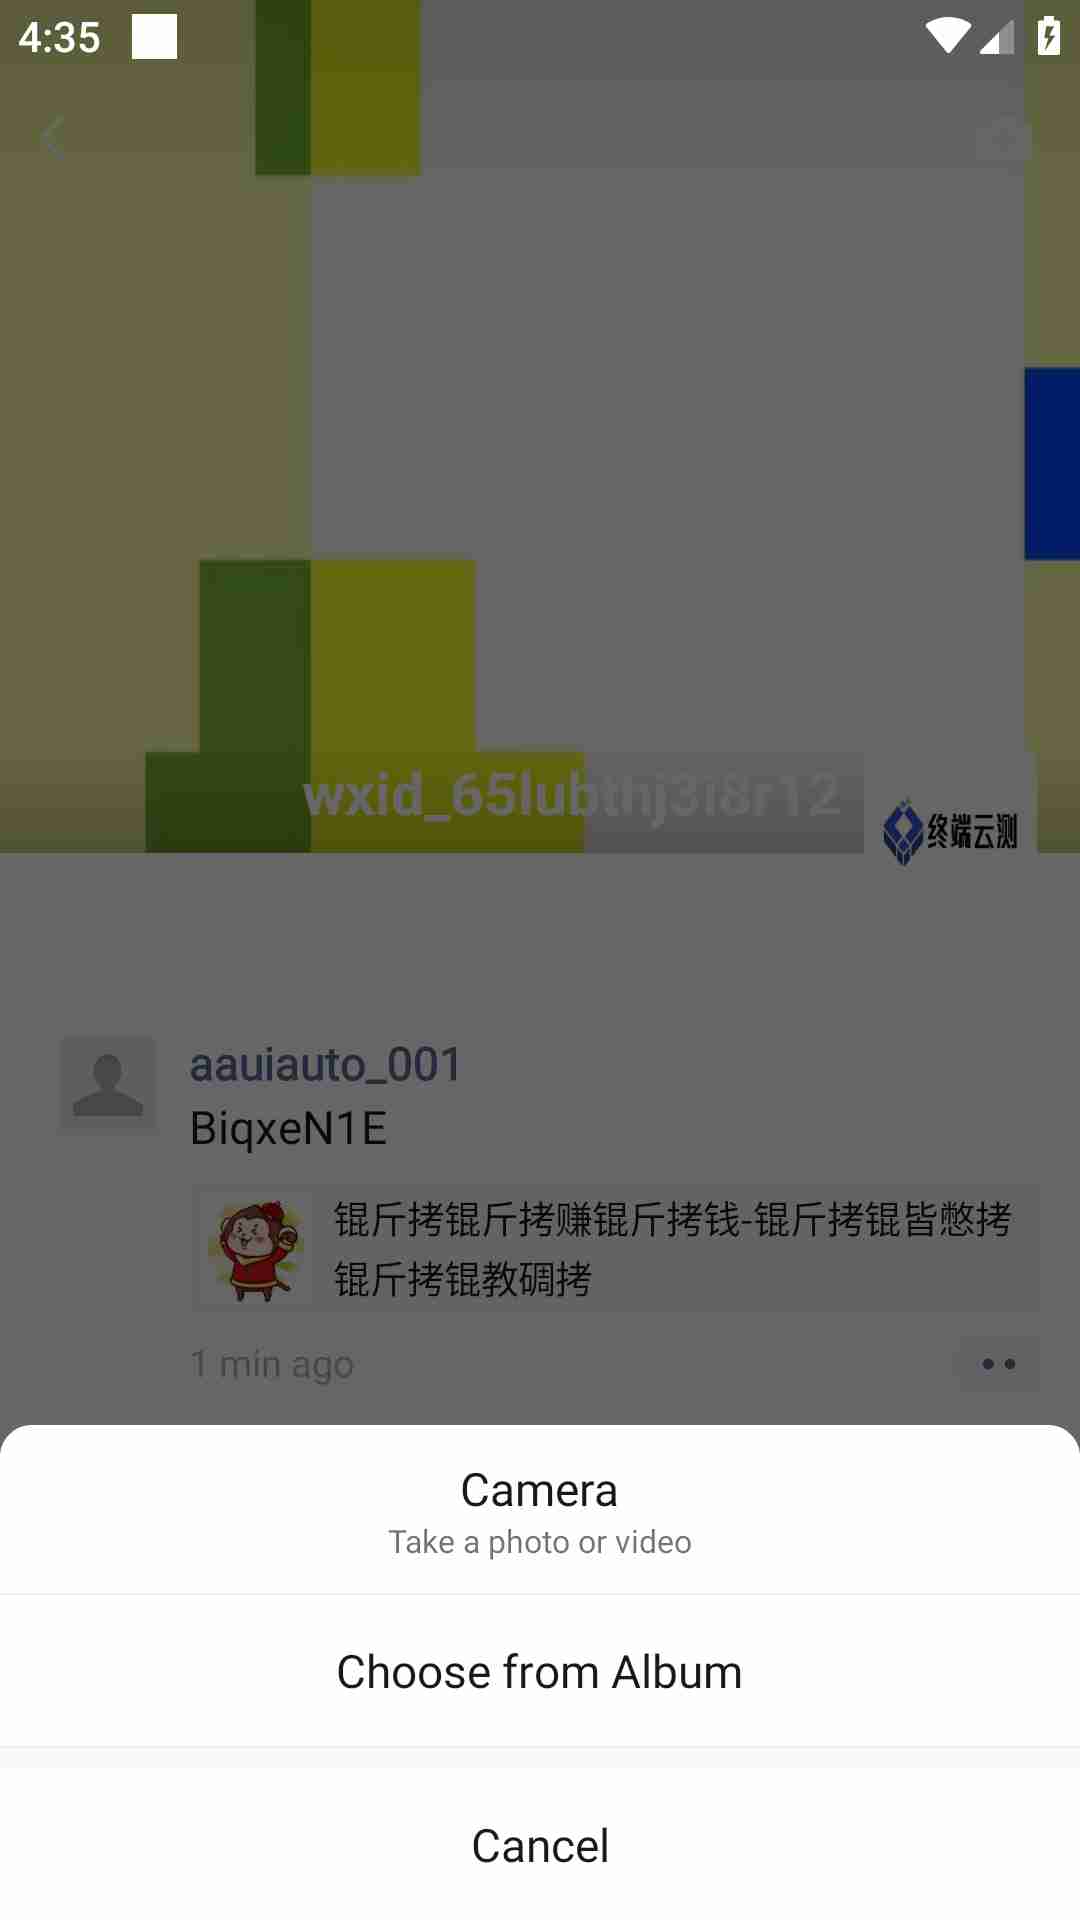 4:35
wxid_65lubthj3i8r12
终端云测
aauiauto_001
BiqxeN1E
锟斤拷锟斤拷赚锟斤拷钱-锟斤拷锟皆憋拷
锟斤拷锟教碉拷
1 min ago
Camera
Take a photo or video
Choose from Album
Cancel